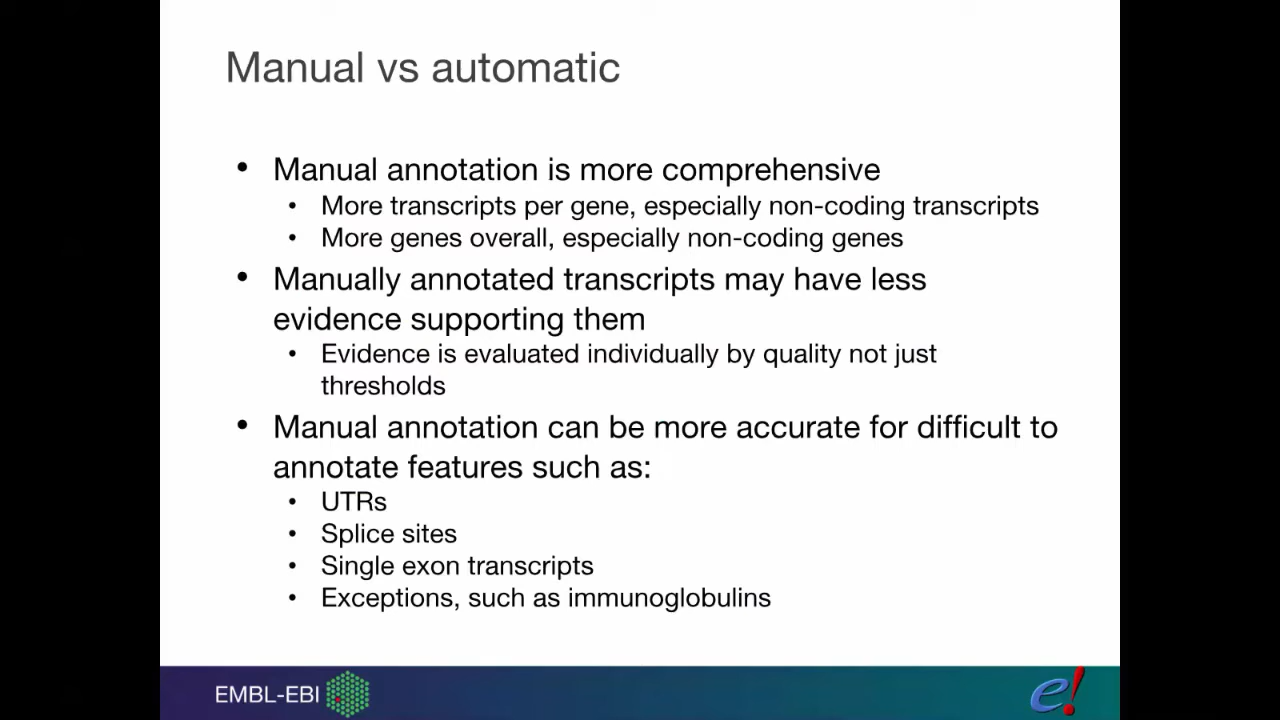 Manual vs automatic
• Manual annotation is more comprehensive
• More transcripts per gene, especially non-coding transcripts
• More genes overall, especially non-coding genes
• Manually annotated transcripts may have less
evidence supporting them
• Evidence is evaluated individually by quality not just
thresholds
• Manual annotation can be more accurate for difficult to
annotate features such as:
• UTRs
• Splice sites
• Single exon transcripts
• Exceptions, such as immunoglobulins
EMBL-EBI
e!